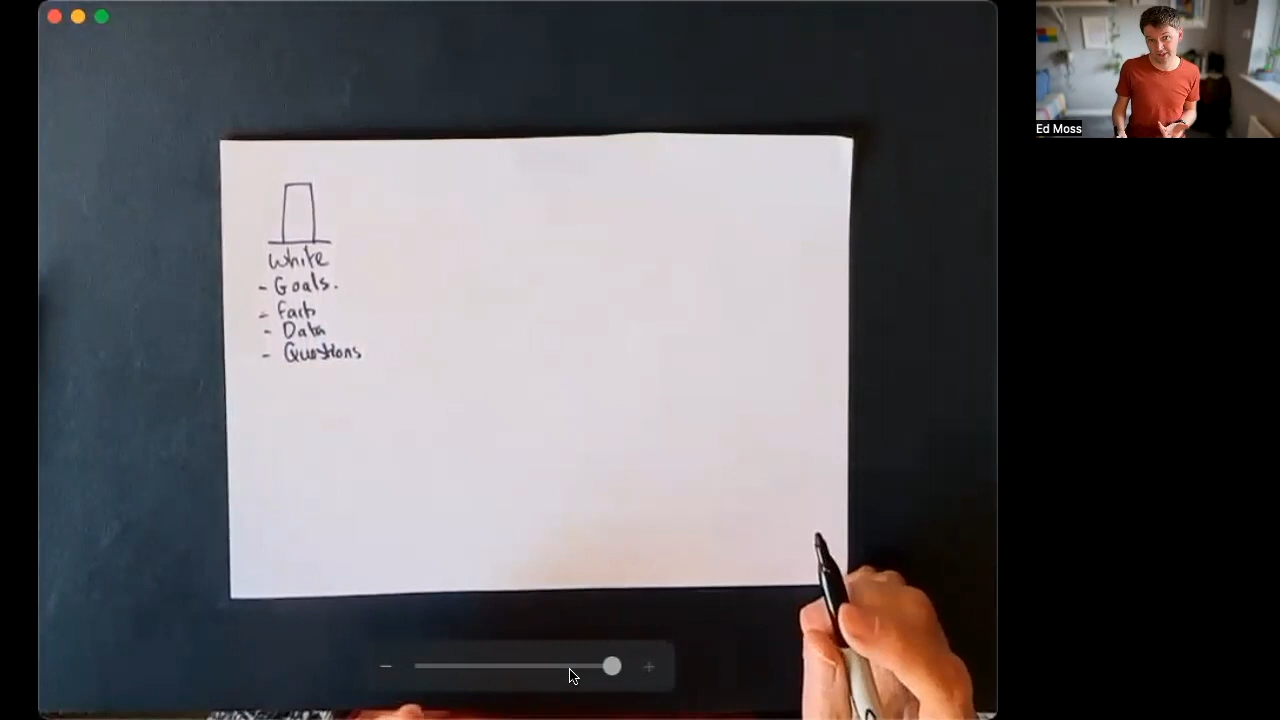 White
- Goals.
- Facts
- Data
- Questions
Ed Moss